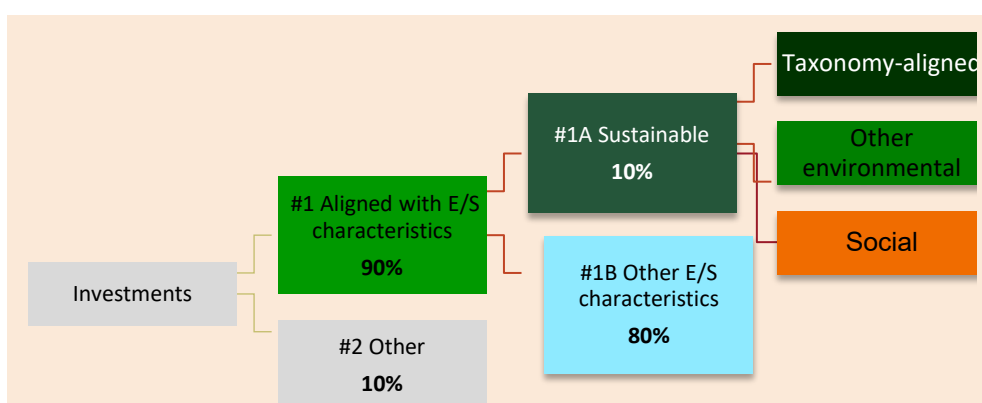 Investments
#1 Aligned with E/S
characteristics
90%
#2 Other
10%
#1A Sustainable
10%
#1B Other E/S
characteristics
80%
Taxonomy-aligned
Other
environmental
Social